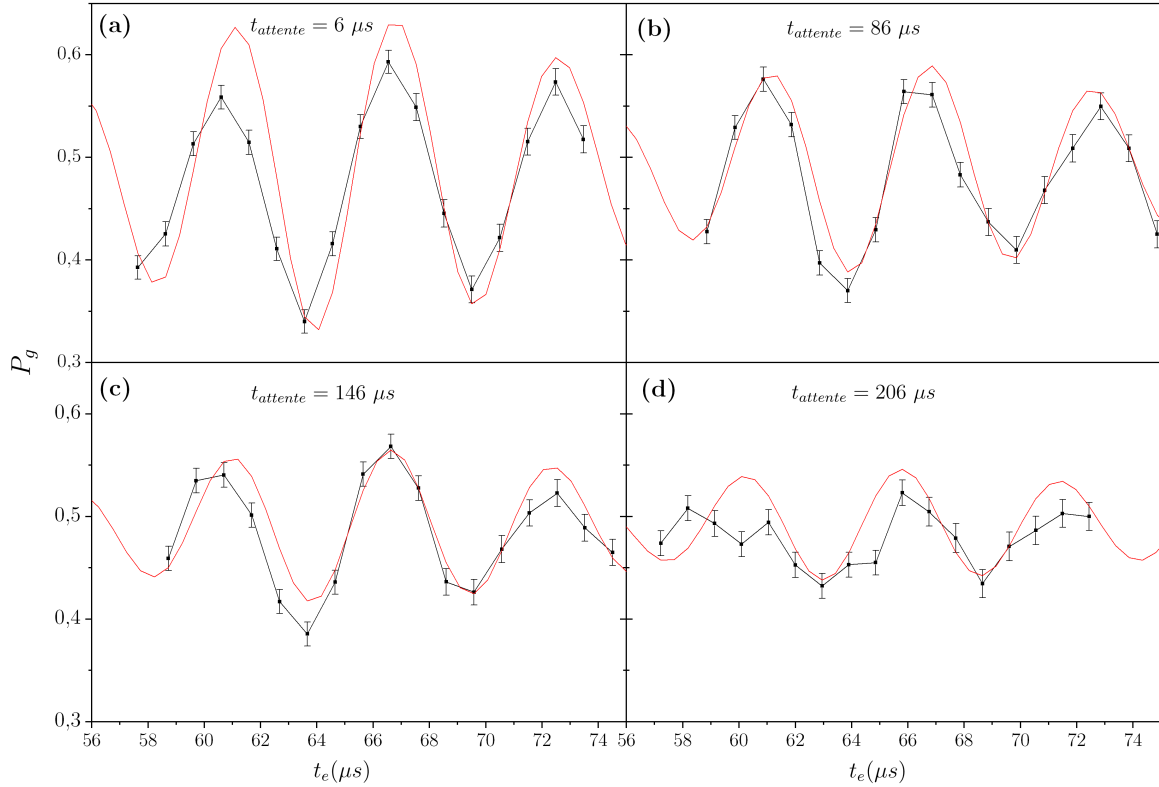 (a) t_attente = 6 μs
(b) t_attente = 86 μs
0,6
0,5
0,4
0,3
P_g
(c) t_attente = 146 μs
(d) t_attente = 206 μs
0,6
0,5
0,4
0,3
56 58 60 62 64 66 68 70 72 74 56 58 60 62 64 66 68 70 72 74
t_e(μs) t_e(μs)